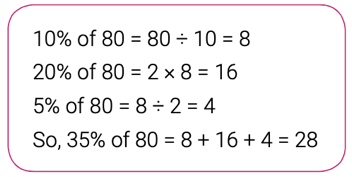 10% of 80 = 80 ÷ 10 = 8
20% of 80 = 2 × 8 = 16
5% of 80 = 8 ÷ 2 = 4
So, 35% of 80 = 8 + 16 + 4 = 28